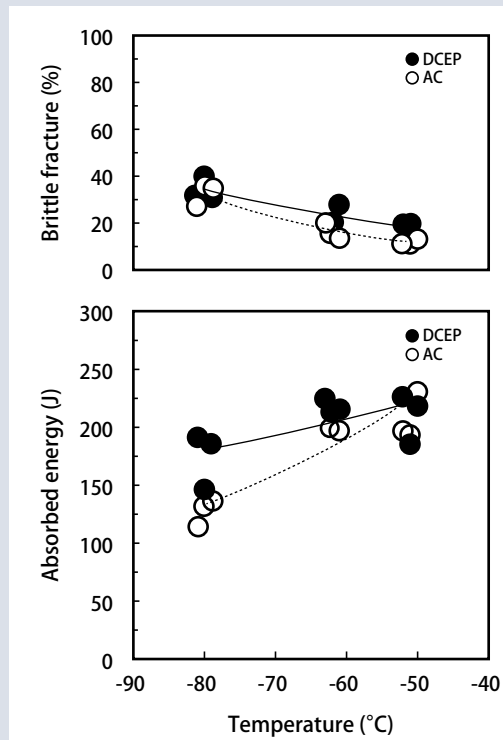 100
80
60
40
20
0
Brittle fracture (%)
DCEP
AC
300
250
200
150
100
50
0
Absorbed energy (J)
DCEP
AC
-90 -80 -70 -60 -50 -40
Temperature (°C)